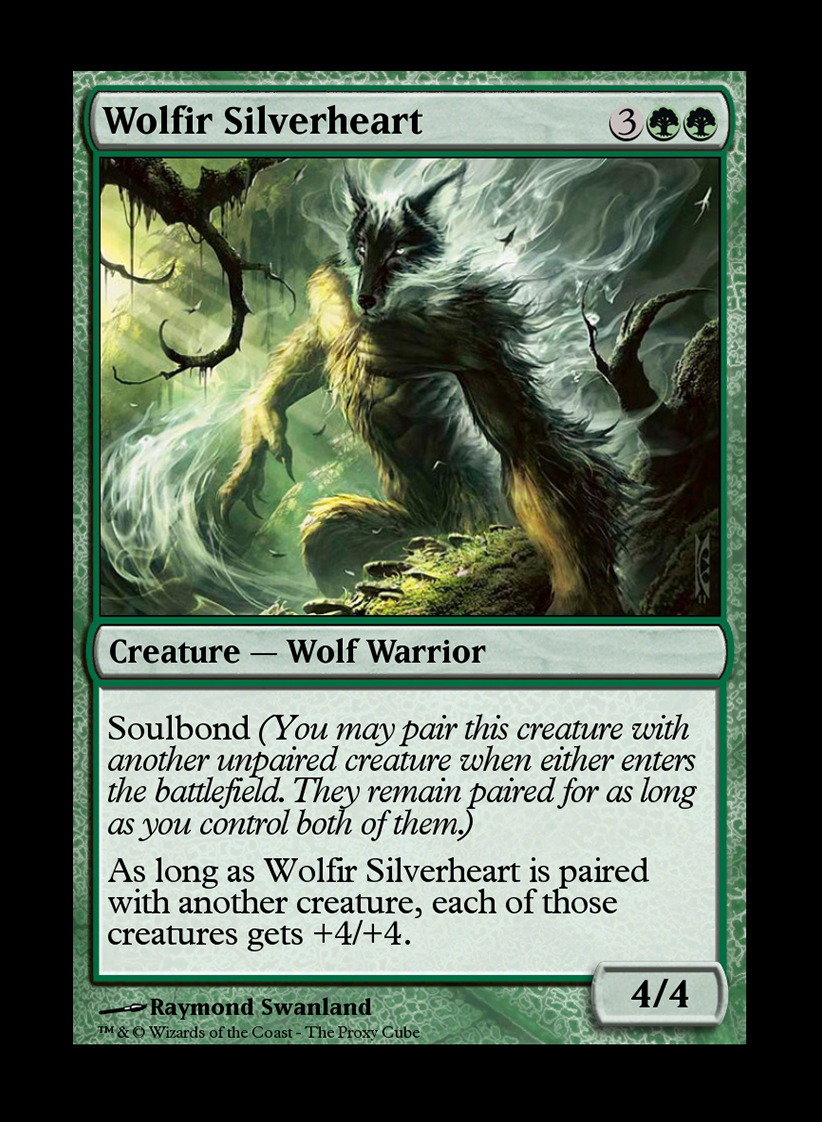 Wolfir Silverheart
3
Creature — Wolf Warrior
Soulbond (You may pair this creature with
another unpaired creature when either enters
the battlefield. They remain paired for as long
as you control both of them.)
As long as Wolfir Silverheart is paired
with another creature, each of those
creatures gets +4/+4.
4/4
Raymond Swanland
™ & © Wizards of the Coast - The Proxy Cube